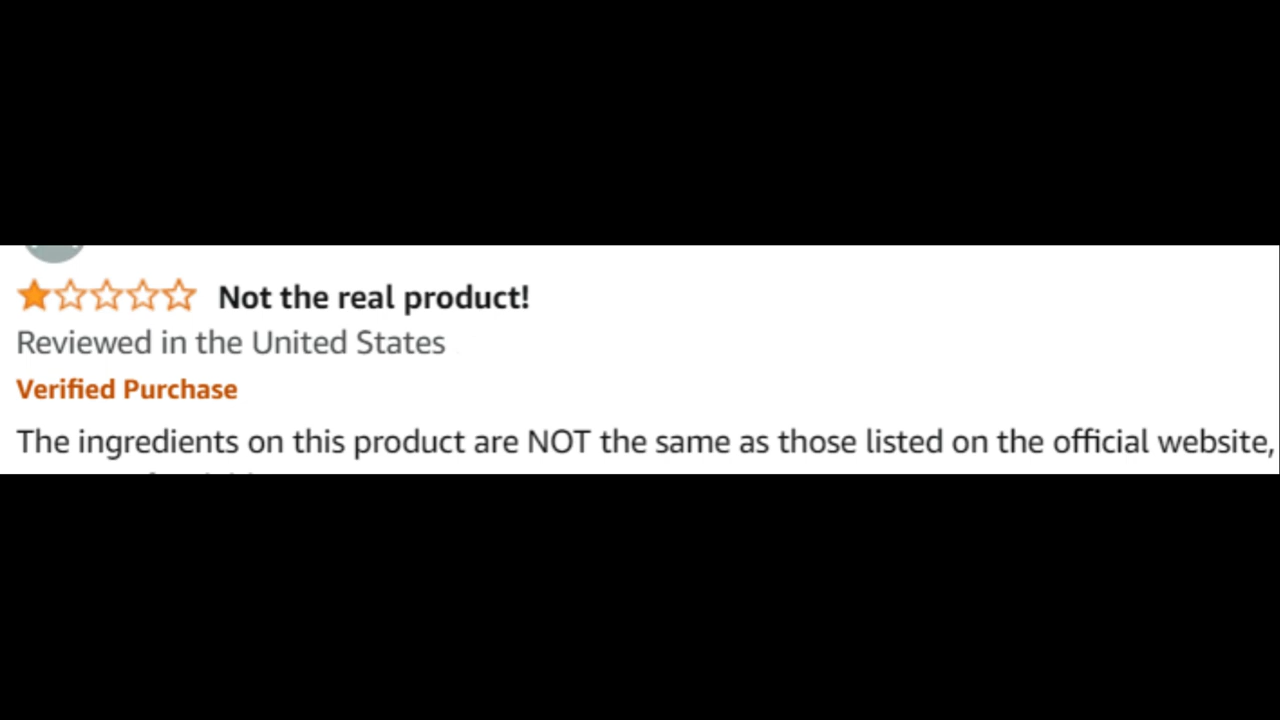 Not the real product!
Reviewed in the United States
Verified Purchase
The ingredients on this product are NOT the same as those listed on the official website,